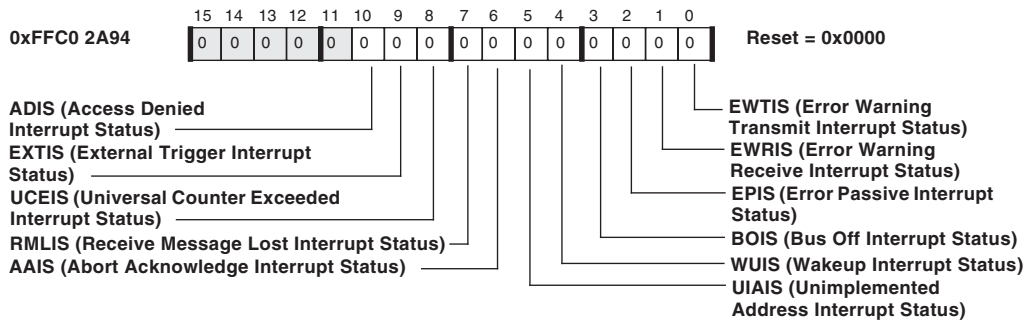 15 14 13 12 11 10 9 8 7 6 5 4 3 2 1 0
0xFFC0 2A94
0 0 0 0 0 0 0 0 0 0 0 0 0 0 0 0
Reset = 0x0000
ADIS (Access Denied
Interrupt Status)
EXTIS (External Trigger Interrupt
Status)
UCEIS (Universal Counter Exceeded
Interrupt Status)
RMLIS (Receive Message Lost Interrupt Status)
AAIS (Abort Acknowledge Interrupt Status)
EWTIS (Error Warning
Transmit Interrupt Status)
EWRIS (Error Warning
Receive Interrupt Status)
EPIS (Error Passive Interrupt
Status)
BOIS (Bus Off Interrupt Status)
WUIS (Wakeup Interrupt Status)
UIAIS (Unimplemented
Address Interrupt Status)